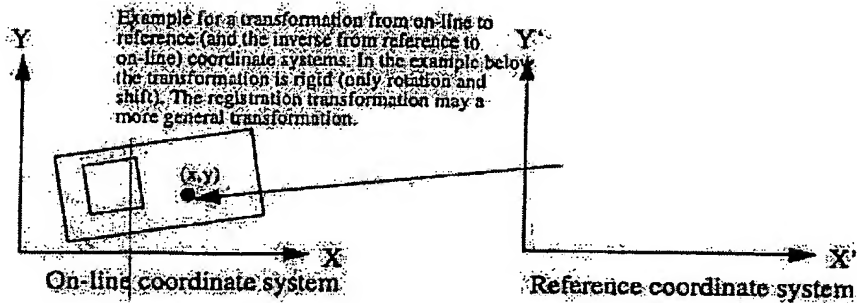 Example for a transformation from on-line to
reference (and the inverse from reference to
on-line) coordinate systems. In the example below
the transformation is rigid (only rotation and
shift). The registration transformation may a
more general transformation.
Y
Y'
(x,y)
X
X'
On-line coordinate system
Reference coordinate system